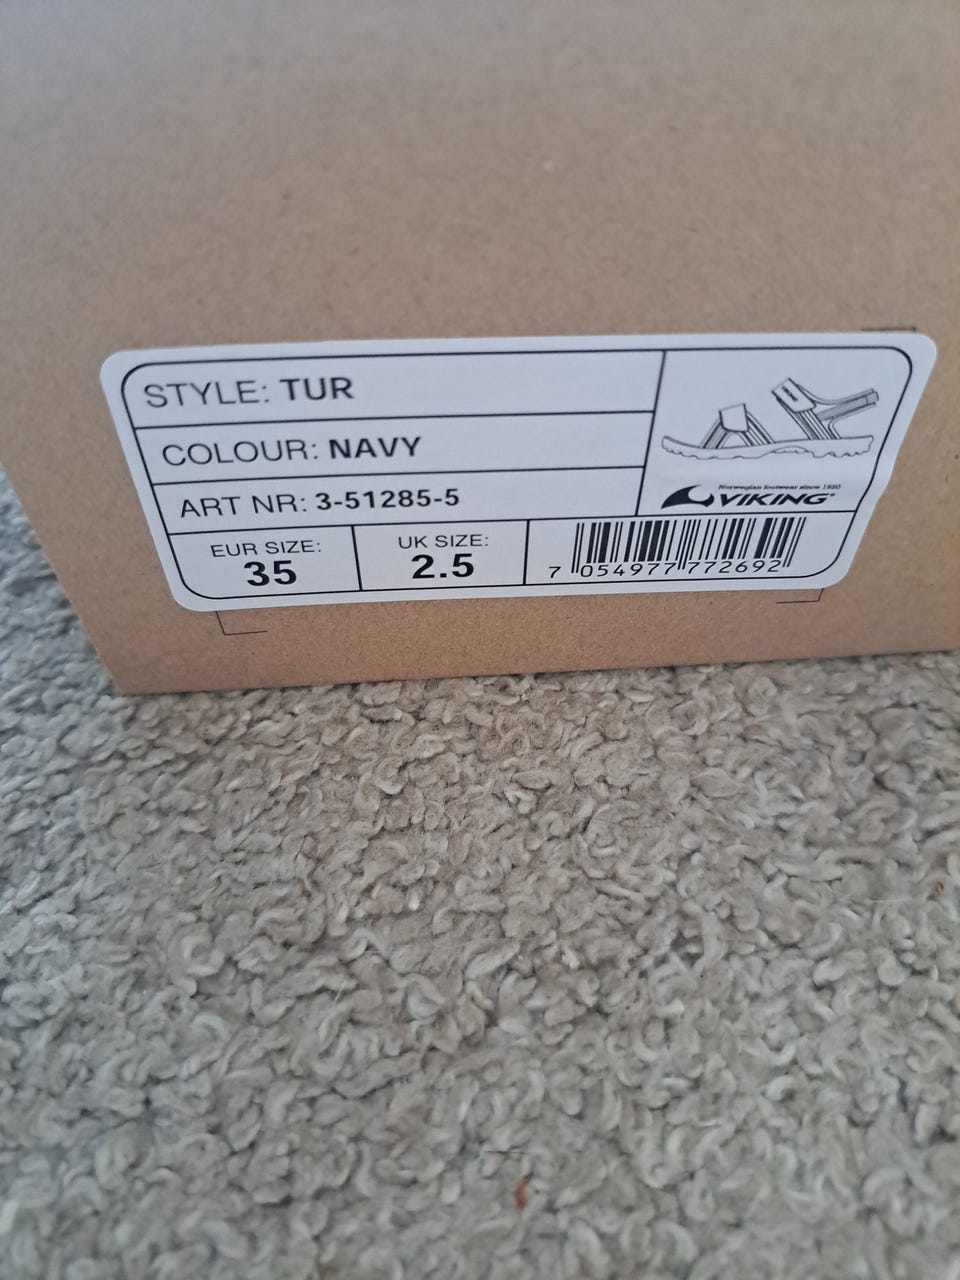 STYLE: TUR
COLOUR: NAVY
ART NR: 3-51285-5
Norwegian footwear since 1920
VIKING
EUR SIZE:
35
UK SIZE:
2.5
7 054977 772692